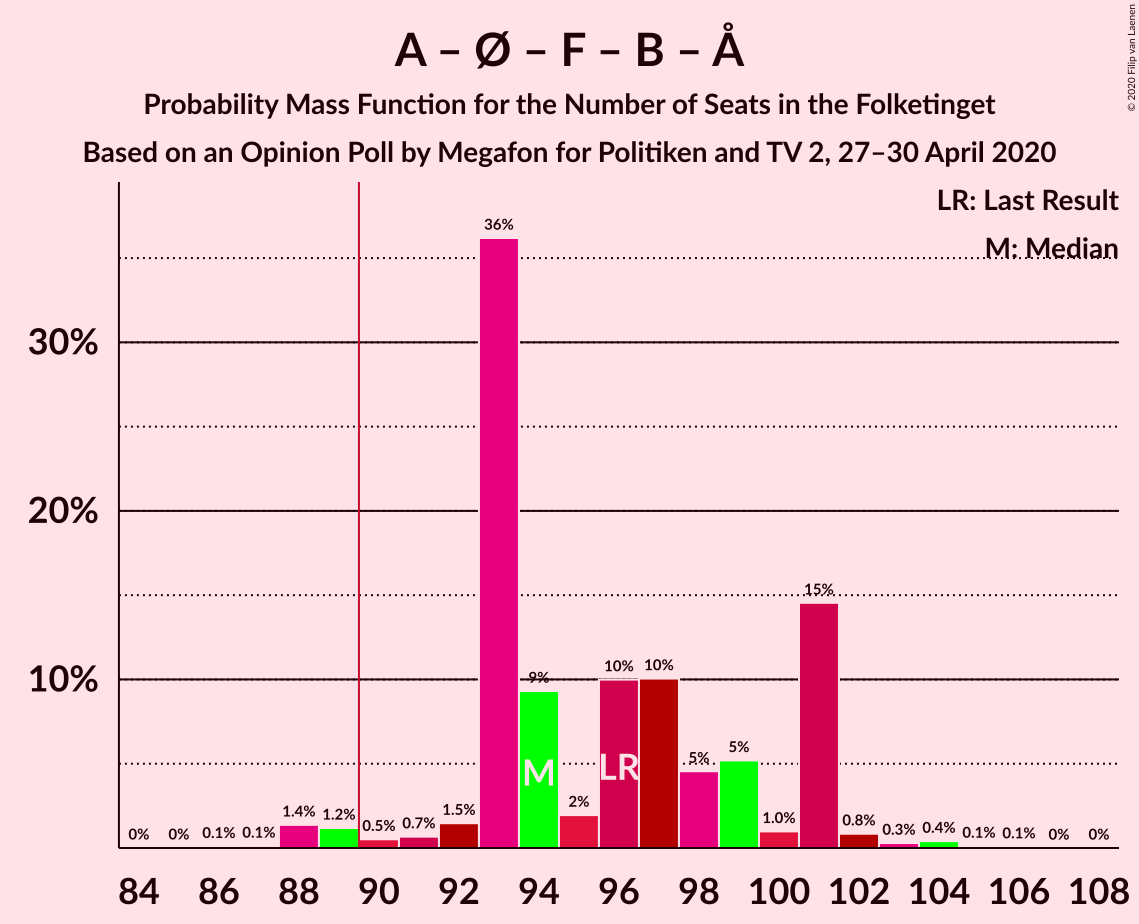 A – Ø – F – B – Å
Probability Mass Function for the Number of Seats in the Folketinget
Based on an Opinion Poll by Megafon for Politiken and TV 2, 27–30 April 2020
© 2020 Filip van Laenen
LR: Last Result
M: Median
30%
20%
10%
0% 0% 0.1% 0.1% 1.4% 1.2% 0.5% 0.7% 1.5% 36% 9% 2% 10% 10% 5% 5% 1.0% 15% 0.8% 0.3% 0.4% 0.1% 0.1% 0% 0%
M LR
84 86 88 90 92 94 96 98 100 102 104 106 108